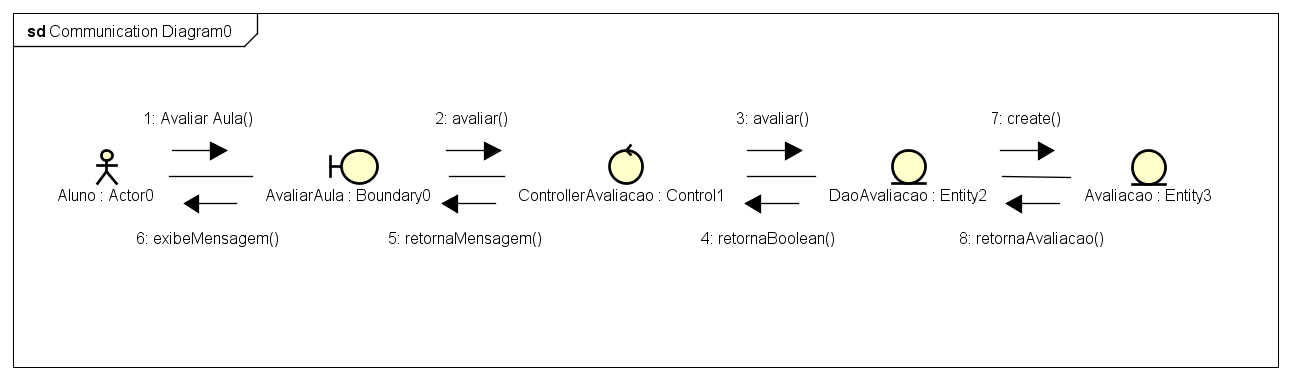 sd Communication Diagram0
1: Avaliar Aula()
2: avaliar()
3: avaliar()
7: create()
Aluno : Actor0
AvaliarAula : Boundary0
ControllerAvaliacao : Control1
DaoAvaliacao : Entity2
Avaliacao : Entity3
6: exibeMensagem()
5: retornaMensagem()
4: retornaBoolean()
8: retornaAvaliacao()